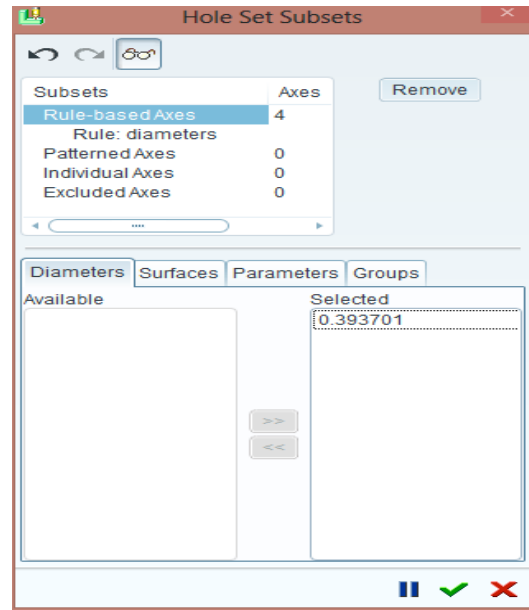 Hole Set Subsets
Subsets Axes
Remove
Rule-based Axes 4
Rule: diameters
Patterned Axes 0
Individual Axes 0
Excluded Axes 0
Diameters Surfaces Parameters Groups
Available Selected
0.393701
>>
<<